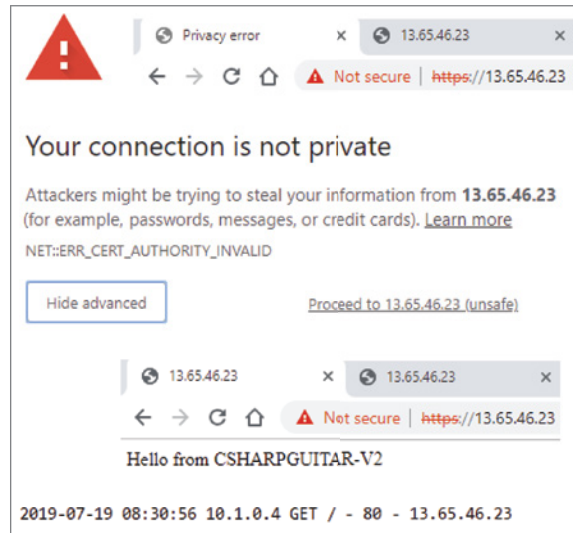 Privacy error × 13.65.46.23 ×
Not secure | https://13.65.46.23
Your connection is not private
Attackers might be trying to steal your information from 13.65.46.23
(for example, passwords, messages, or credit cards). Learn more
NET::ERR_CERT_AUTHORITY_INVALID
Hide advanced Proceed to 13.65.46.23 (unsafe)
13.65.46.23 × 13.65.46.23 ×
Not secure | https://13.65.46.23
Hello from CSHARPGUITAR-V2
2019-07-19 08:30:56 10.1.0.4 GET / - 80 - 13.65.46.23